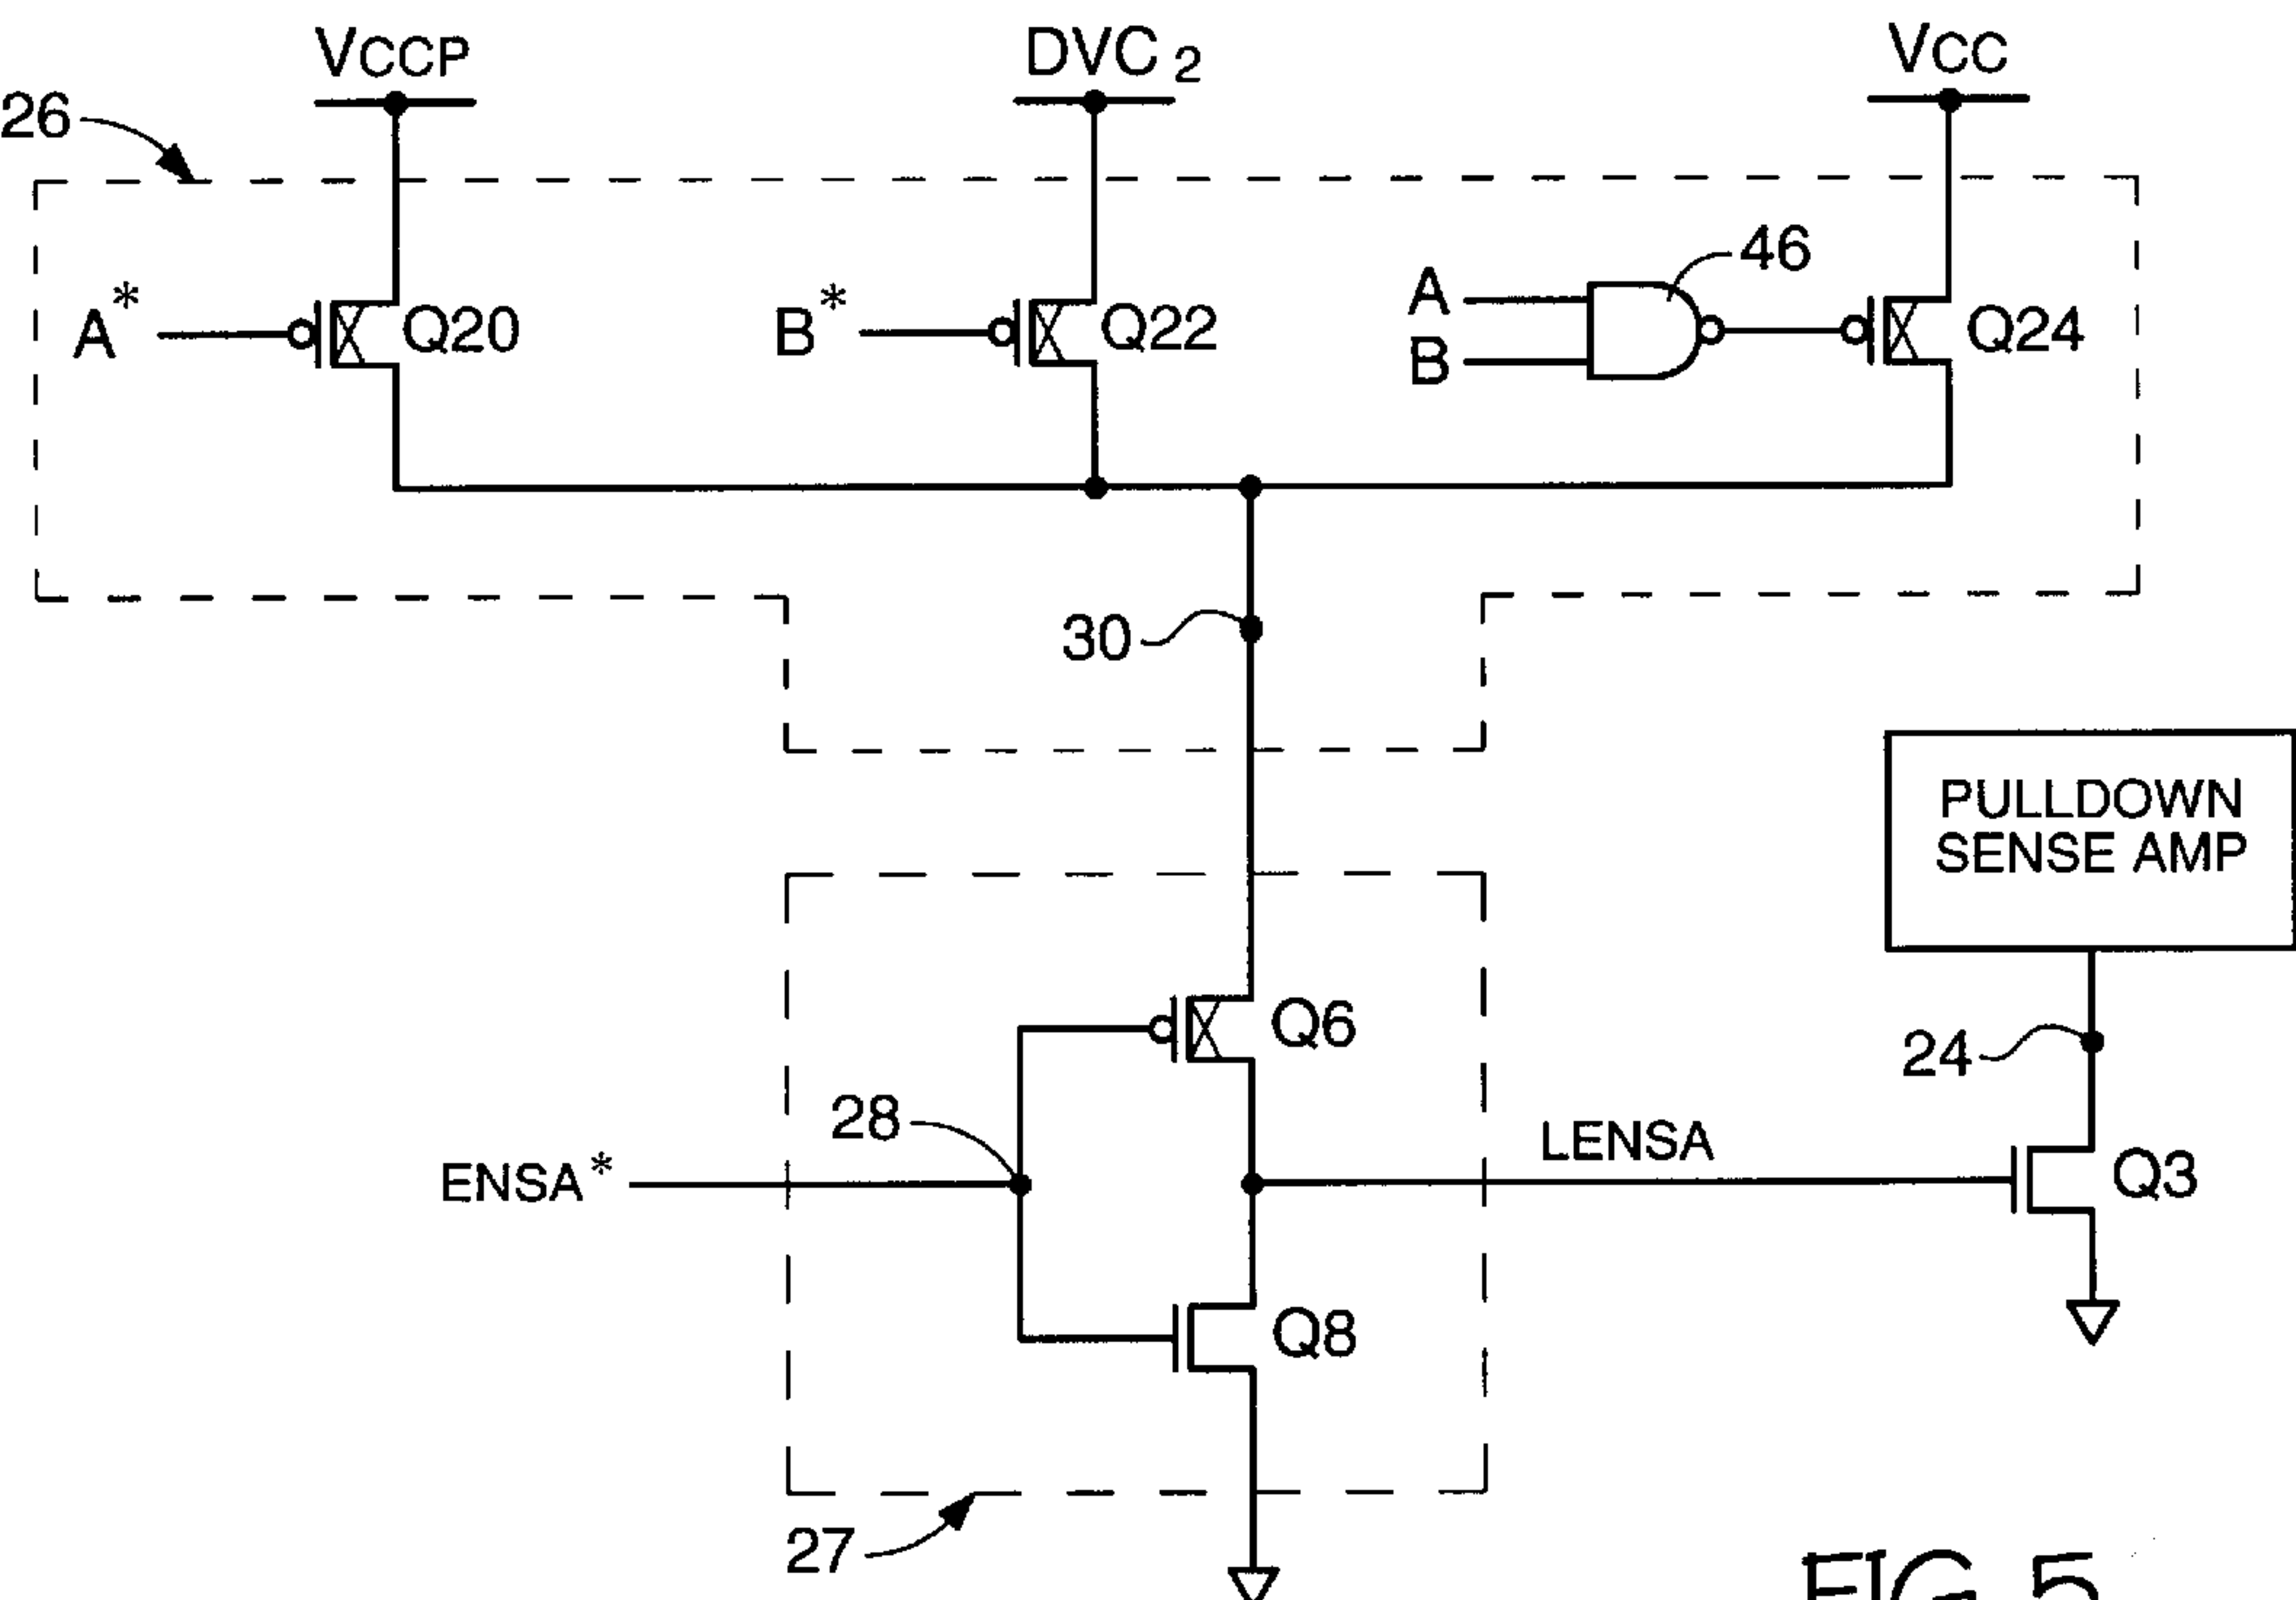 VCCP
DVC 2
VCC
26
46
A*
Q20
B*
Q22
A
B
Q24
30
PULLDOWN
SENSE AMP
Q6
24
28
ENSA*
LENSA
Q3
Q8
27
FIG 5